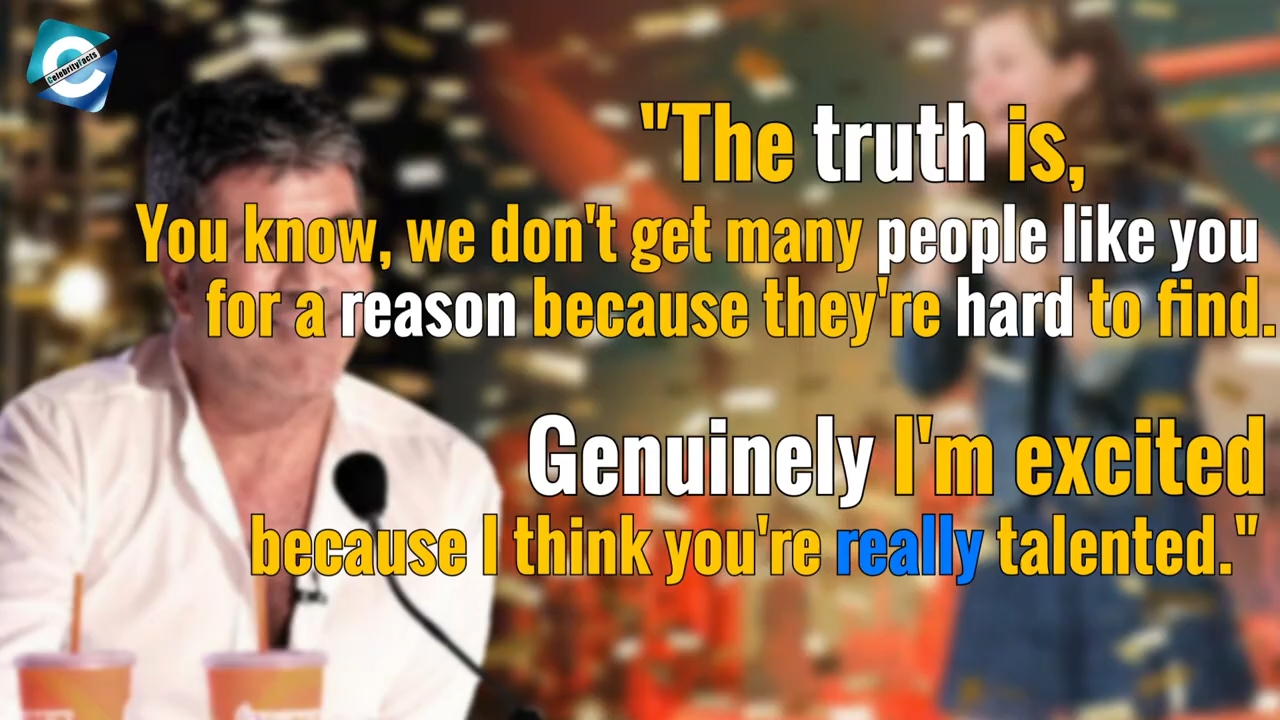 CelebrityFacts
"The truth is,
You know, we don't get many people like you
for a reason because they're hard to find.
Genuinely I'm excited
because I think you're really talented."